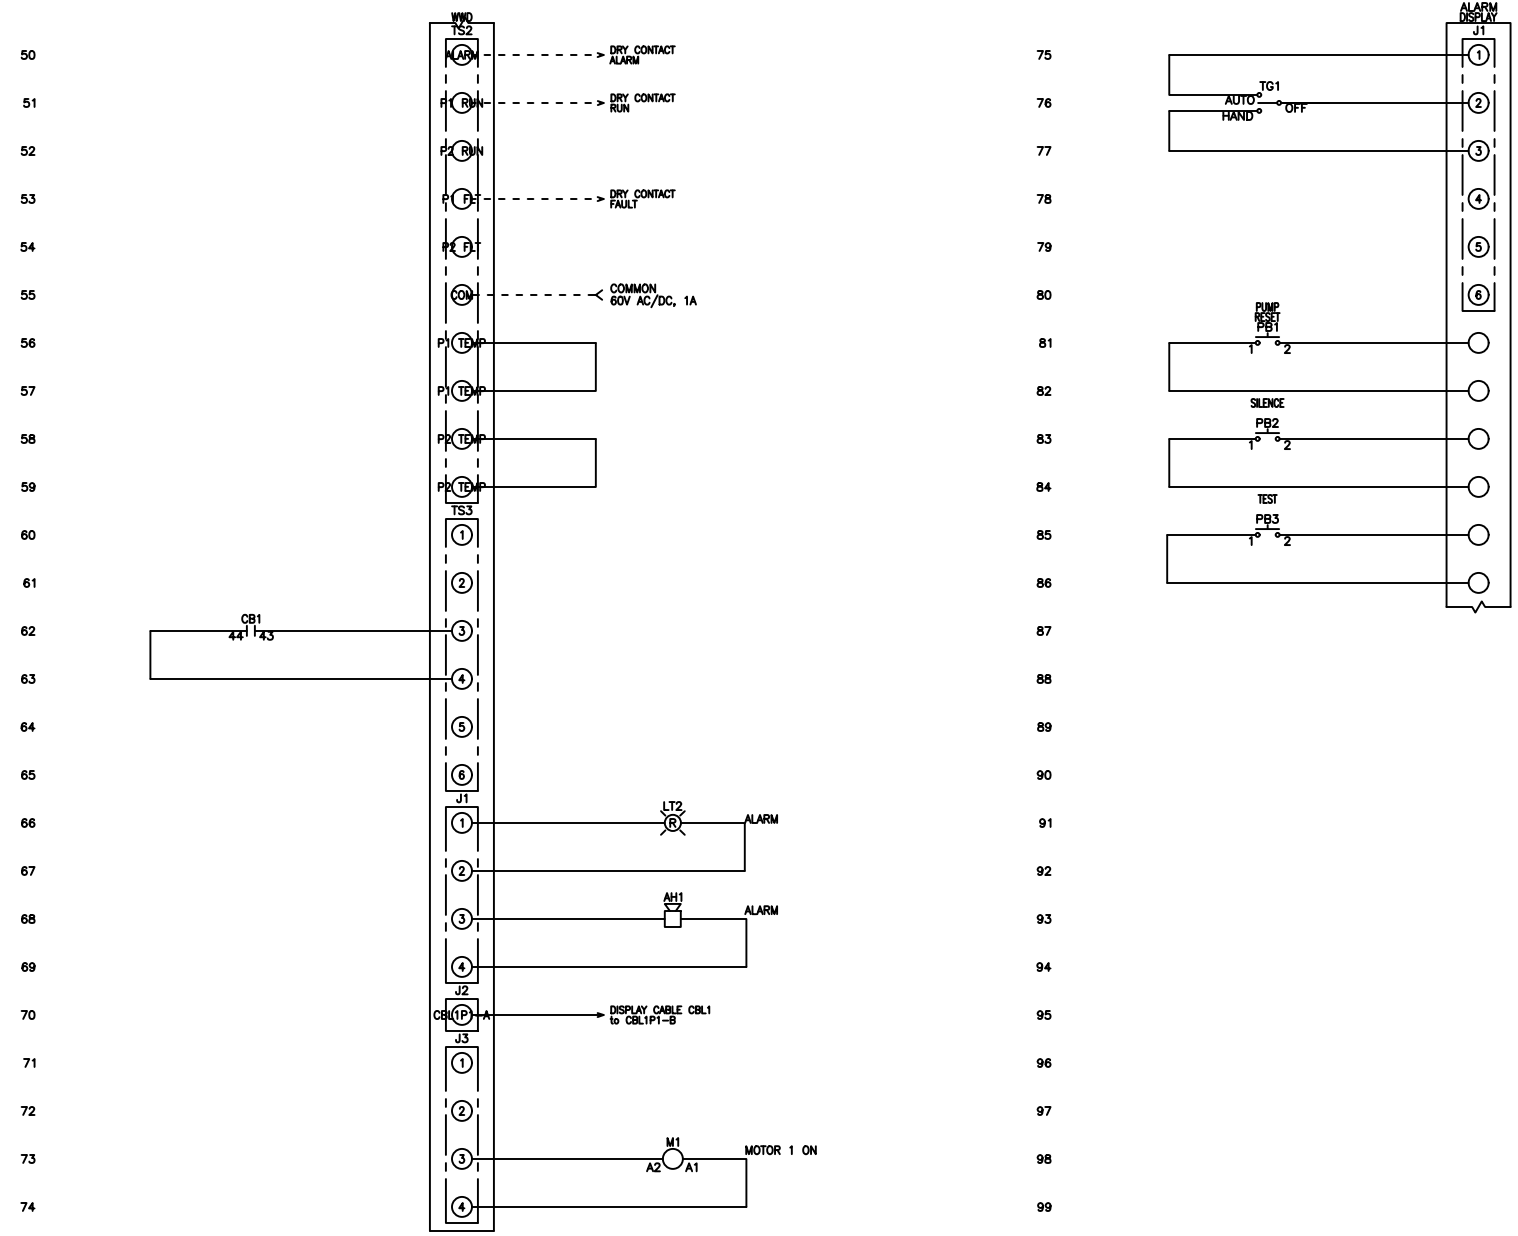 WWD
TS2
50
ALARM
DRY CONTACT
ALARM
51
P1 RUN
DRY CONTACT
RUN
52
P2 RUN
53
P1 FLT
DRY CONTACT
FAULT
54
P2 FLT
55
COM
COMMON
60V AC/DC, 1A
56
P1 TEMP
57
P1 TEMP
58
P2 TEMP
59
P2 TEMP
TS3
60
1
61
2
CB1
62
44 43
3
63
4
64
5
65
6
J1
LT2
66
1
R
ALARM
67
2
AH1
68
3
ALARM
69
4
J2
70
CBL1P1-A
DISPLAY CABLE CBL1
to CBL1P1-B
J3
71
1
72
2
M1
73
3
A2 A1
MOTOR 1 ON
74
4
ALARM
DISPLAY
J1
75
1
TG1
76
AUTO
OFF
HAND
2
77
3
78
4
79
5
80
6
PUMP
RESET
PB1
81
1 2
82
SILENCE
PB2
83
1 2
84
TEST
PB3
85
1 2
86
87
88
89
90
91
92
93
94
95
96
97
98
99